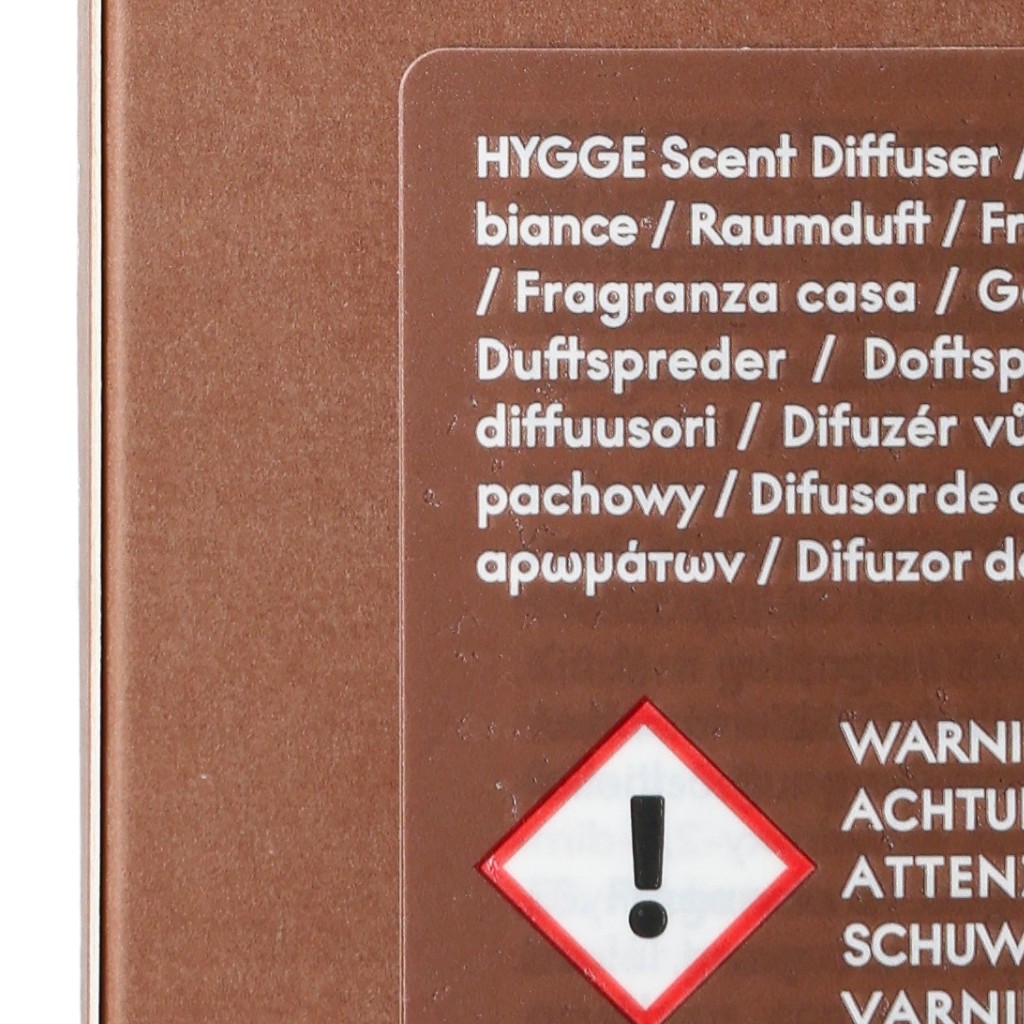 HYGGE Scent Diffuser /
biance / Raumduft / Fr
/ Fragranza casa / G
Duftspreder / Doftsp
diffuusori / Difuzér vů
pachowy / Difusor de
αρωμάτων / Difuzor de
!
WARNI
ACHTU
ATTEN
SCHUW
VARNI